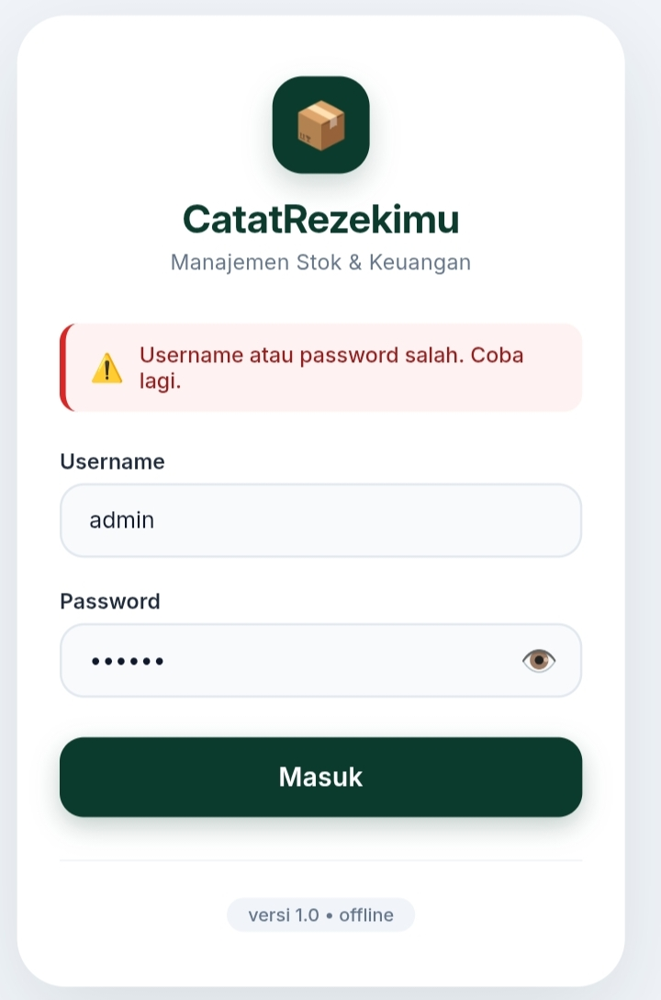 CatatRezekimu
Manajemen Stok & Keuangan
Username atau password salah. Coba
lagi.
Username
admin
Password
••••••
Masuk
versi 1.0 • offline